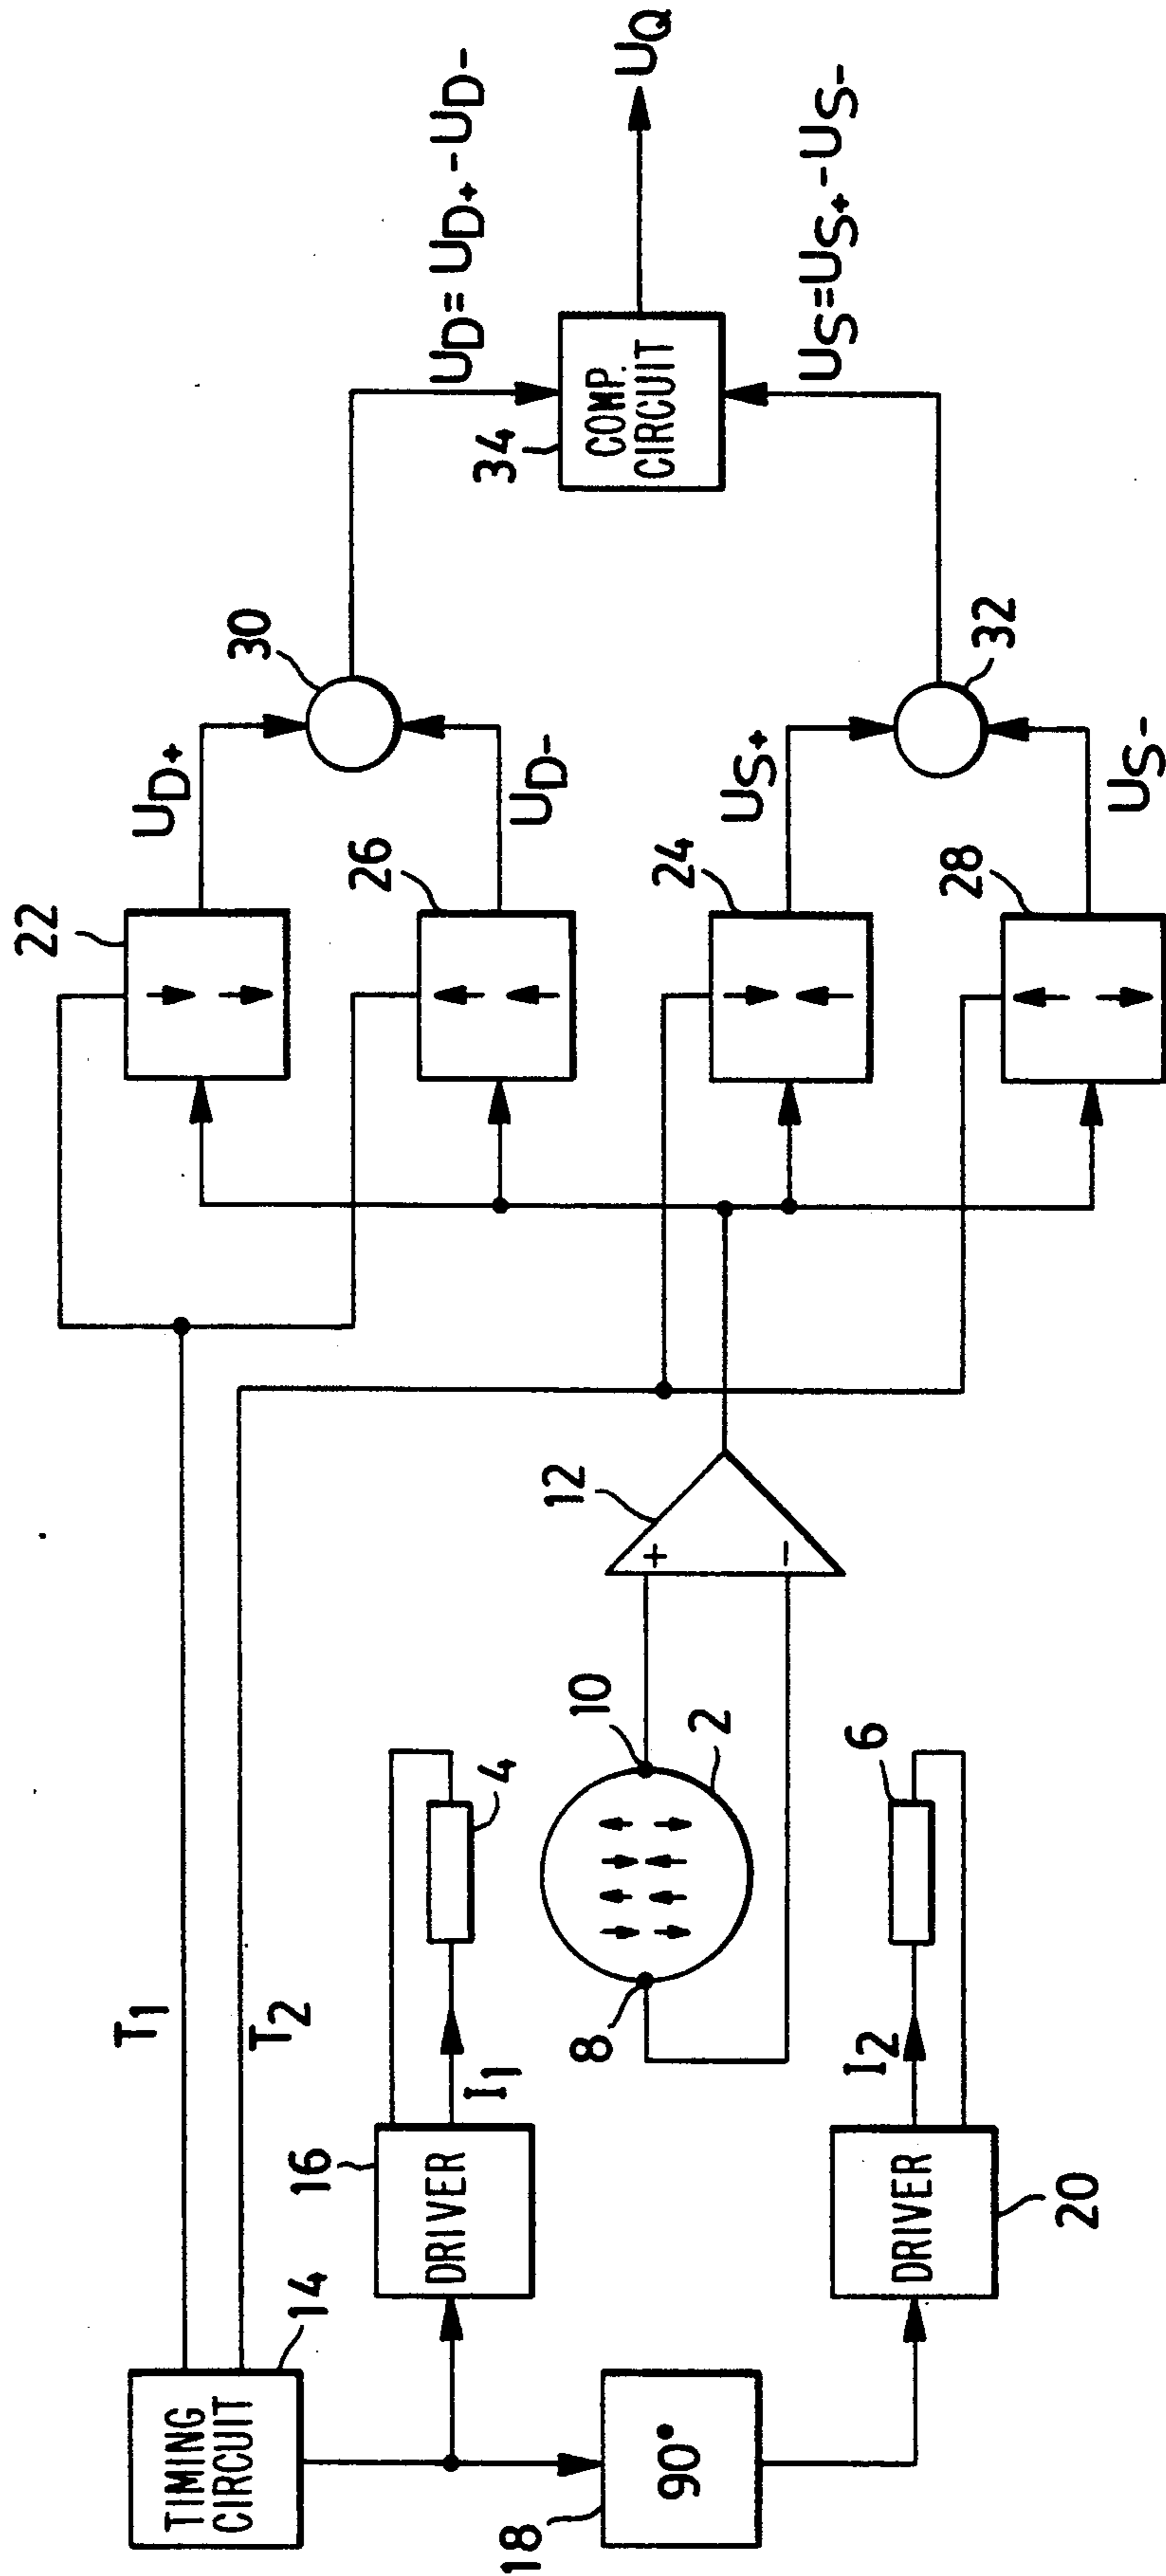 TIMING
CIRCUIT
14
T1
T2
16
DRIVER
I1
4
18
90°
20
DRIVER
I2
6
8
10
2
12
+
−
22
26
24
28
UD+
UD-
US+
US-
30
32
34
COMP.
CIRCUIT
UD=UD+-UD-
US=US+-US-
UQ